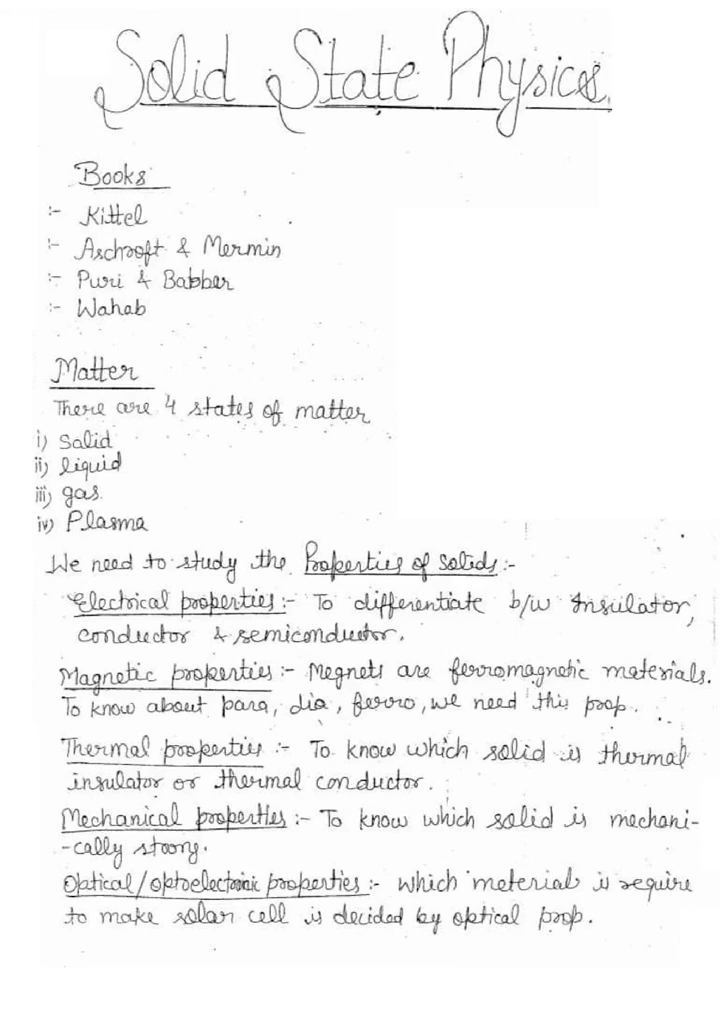 Solid State Physics.
Books
:- Kittel
:- Aschroft & Mermin
:- Puri & Babber
:- Wahab
Matter
There are 4 states of matter
i) Solid
ii) liquid
iii) gas.
iv) Plasma
We need to study the Properties of solids :-
Electrical properties :- To differentiate b/w Insulator,
conductor & semiconductor.
Magnetic properties :- Megnets are ferromagnetic materials.
To know about para, dia, ferro, we need this prop.
Thermal properties :- To know which solid is thermal
insulator or thermal conductor.
Mechanical properties :- To know which solid is mechani-
-cally strong.
Optical/optoelectronic properties :- which material is require
to make solar cell is decided by optical prop.